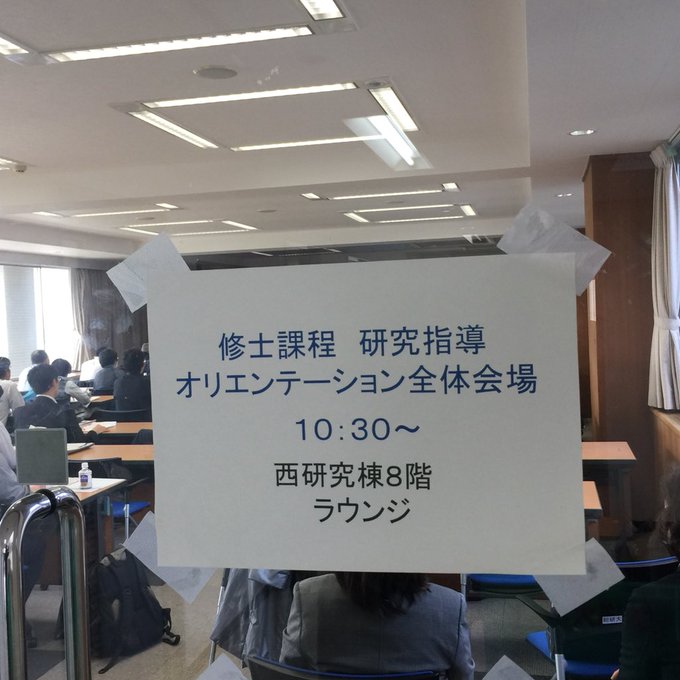 修士課程　研究指導
オリエンテーション全体会場
10:30～
西研究棟8階
ラウンジ